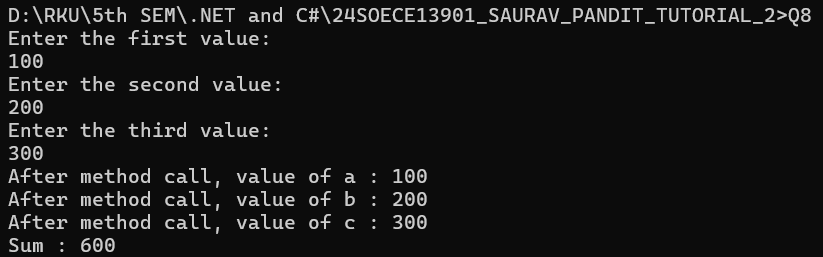 D:\RKU\5th SEM\.NET and C#\24SOECE13901_SAURAV_PANDIT_TUTORIAL_2>Q8
Enter the first value:
100
Enter the second value:
200
Enter the third value:
300
After method call, value of a : 100
After method call, value of b : 200
After method call, value of c : 300
Sum : 600